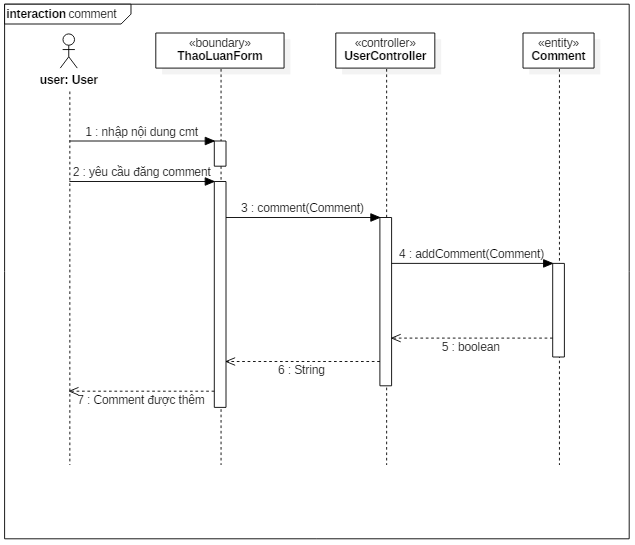 interaction comment
user: User
«boundary»
ThaoLuanForm
«controller»
UserController
«entity»
Comment
1 : nhập nội dung cmt
2 : yêu cầu đăng comment
3 : comment(Comment)
4 : addComment(Comment)
5 : boolean
6 : String
7 : Comment được thêm